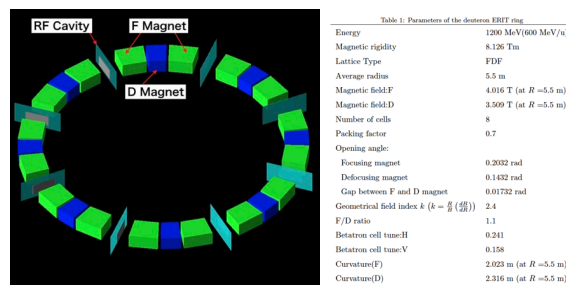 RF Cavity
F Magnet
D Magnet
Table 1: Parameters of the deuteron ERIT ring
Energy 1200 MeV(600 MeV/u)
Magnetic rigidity 8.126 Tm
Lattice Type FDF
Average radius 5.5 m
Magnetic field:F 4.016 T (at R =5.5 m)
Magnetic field:D 3.509 T (at R =5.5 m)
Number of cells 8
Packing factor 0.7
Opening angle:
Focusing magnet 0.2032 rad
Defocusing magnet 0.1432 rad
Gap between F and D magnet 0.01732 rad
Geometrical field index k (k = R/B (dB/dR)) 2.4
F/D ratio 1.1
Betatron cell tune:H 0.241
Betatron cell tune:V 0.158
Curvature(F) 2.023 m (at R =5.5 m)
Curvature(D) 2.316 m (at R =5.5 m)